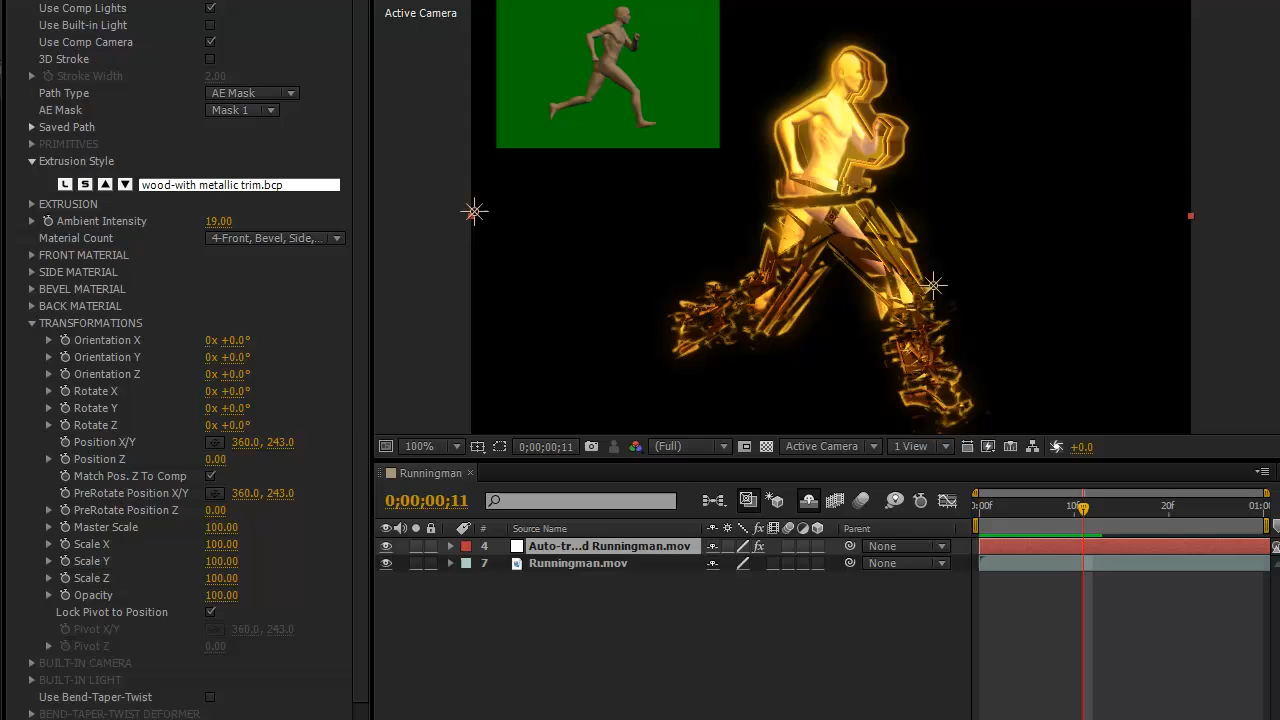 Use Comp Lights
Use Built-in Light
Use Comp Camera
3D Stroke
Stroke Width 2.00
Path Type AE Mask
AE Mask Mask 1
Saved Path
PRIMITIVES
Extrusion Style
L S wood-with metallic trim.bcp
EXTRUSION
Ambient Intensity 19.00
Material Count 4-Front, Bevel, Side,...
FRONT MATERIAL
SIDE MATERIAL
BEVEL MATERIAL
BACK MATERIAL
TRANSFORMATIONS
Orientation X 0x +0.0°
Orientation Y 0x +0.0°
Orientation Z 0x +0.0°
Rotate X 0x +0.0°
Rotate Y 0x +0.0°
Rotate Z 0x +0.0°
Position X/Y 360.0, 243.0
Position Z 0.00
Match Pos. Z To Comp
PreRotate Position X/Y 360.0, 243.0
PreRotate Position Z 0.00
Master Scale 100.00
Scale X 100.00
Scale Y 100.00
Scale Z 100.00
Opacity 100.00
Lock Pivot to Position
Pivot X/Y 360.0, 243.0
Pivot Z 0.00
BUILT-IN CAMERA
BUILT-IN LIGHT
Use Bend-Taper-Twist
BEND-TAPER-TWIST DEFORMER
Active Camera
100% 0;00;00;11 (Full) Active Camera 1 View +0.0
Runningman ×
0;00;00;11
0:00f 10f 20f 01:00
# Source Name fx Parent
4 Auto-tr...d Runningman.mov fx None
7 Runningman.mov None